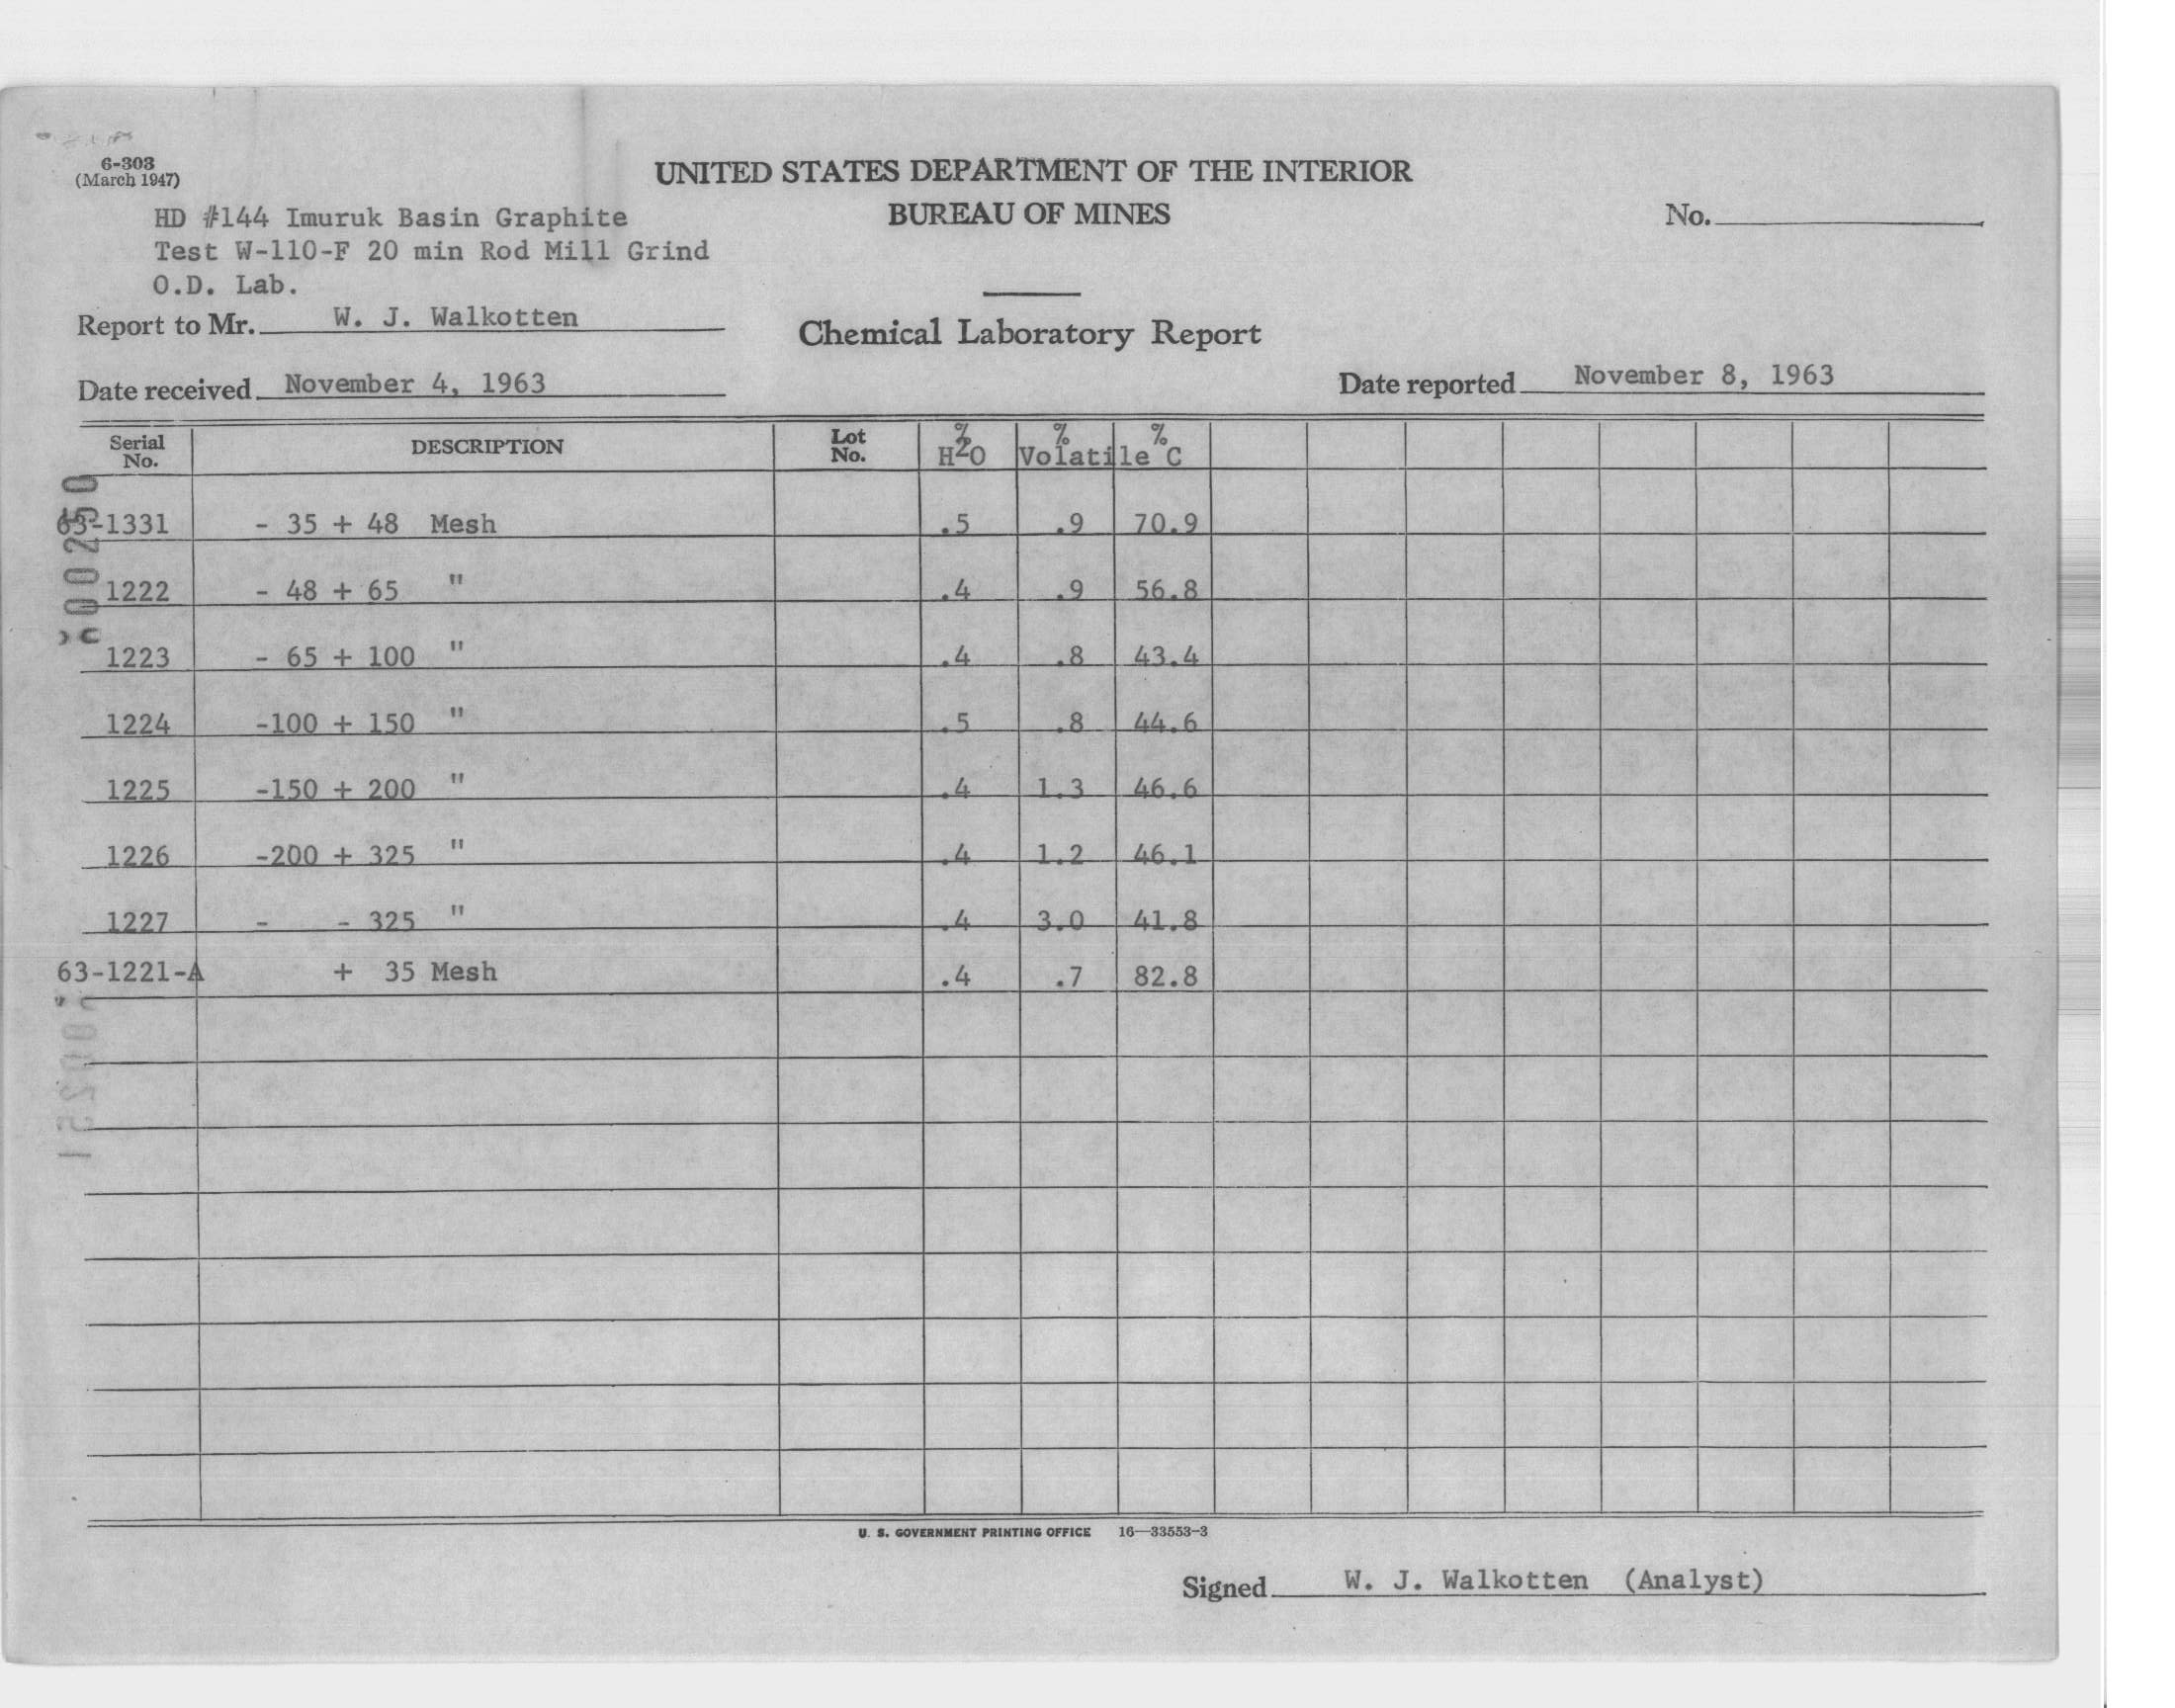 6-303
(March 1947)
UNITED STATES DEPARTMENT OF THE INTERIOR
BUREAU OF MINES
No.
HD #144 Imuruk Basin Graphite
Test W-110-F 20 min Rod Mill Grind
O.D. Lab.
Report to Mr. W. J. Walkotten
Chemical Laboratory Report
Date received November 4, 1963
Date reported November 8, 1963
Serial No. DESCRIPTION Lot No. % H2O % Volatile % C
63-1331 - 35 + 48 Mesh .5 .9 70.9
1222 - 48 + 65 " .4 .9 56.8
1223 - 65 + 100 " .4 .8 43.4
1224 -100 + 150 " .5 .8 44.6
1225 -150 + 200 " .4 1.3 46.6
1226 -200 + 325 " .4 1.2 46.1
1227 - - 325 " .4 3.0 41.8
63-1221-A + 35 Mesh .4 .7 82.8
U. S. GOVERNMENT PRINTING OFFICE 16—33553-3
Signed W. J. Walkotten (Analyst)